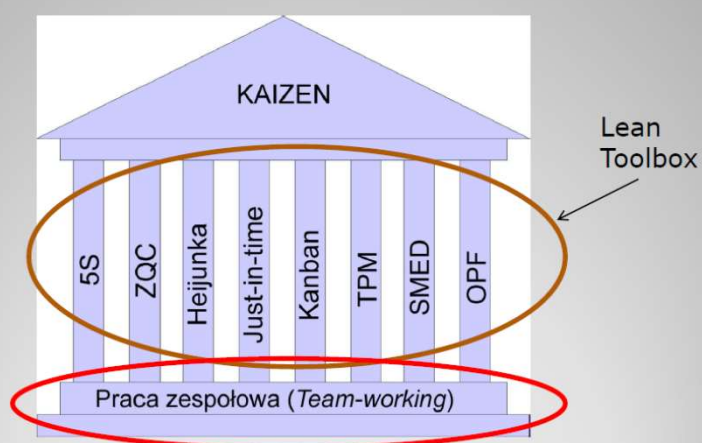 KAIZEN
Lean
Toolbox
5S
ZQC
Heijunka
Just-in-time
Kanban
TPM
SMED
OPF
Praca zespołowa (Team-working)